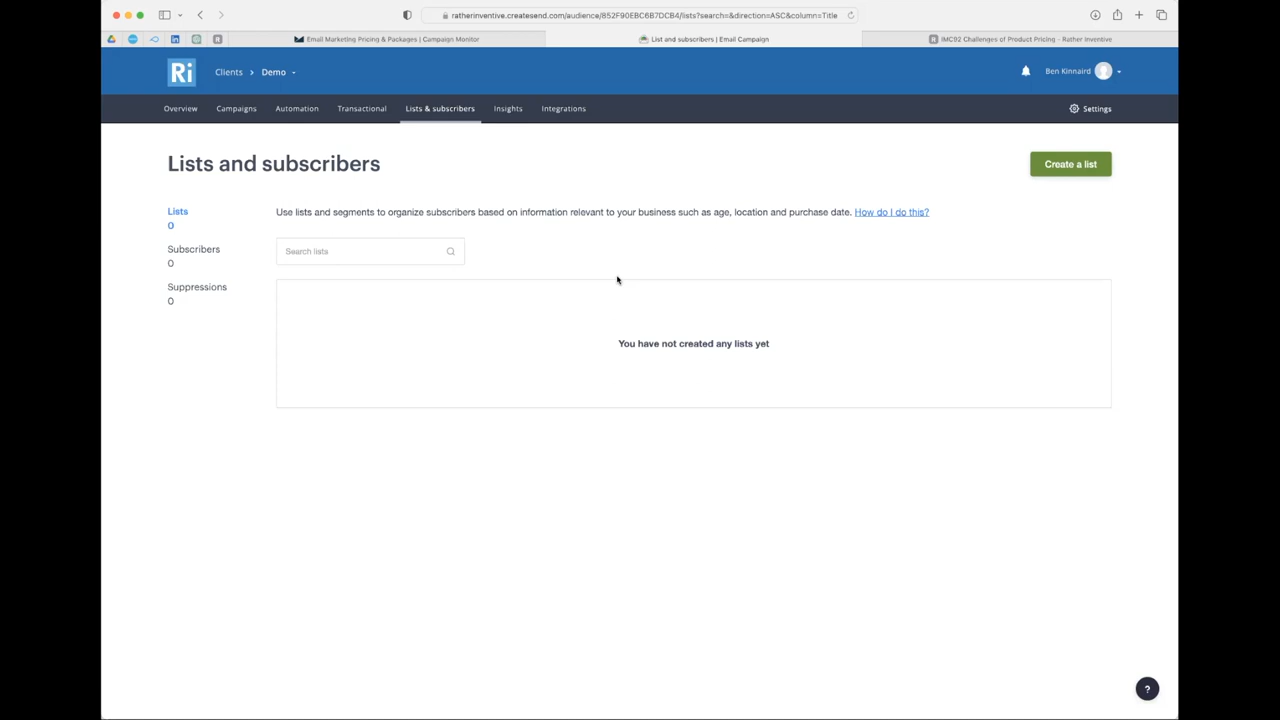 ratherinventive.createsend.com/audience/852F90EBC6B7DCB4/lists?search=&direction=ASC&column=Title
Email Marketing Pricing & Packages | Campaign Monitor
List and subscribers | Email Campaign
IMC92 Challenges of Product Pricing - Rather Inventive
Ri
Clients > Demo
Ben Kinnaird
Overview
Campaigns
Automation
Transactional
Lists & subscribers
Insights
Integrations
Settings
Lists and subscribers
Create a list
Lists
0
Subscribers
0
Suppressions
0
Use lists and segments to organize subscribers based on information relevant to your business such as age, location and purchase date. How do I do this?
Search lists
You have not created any lists yet
?